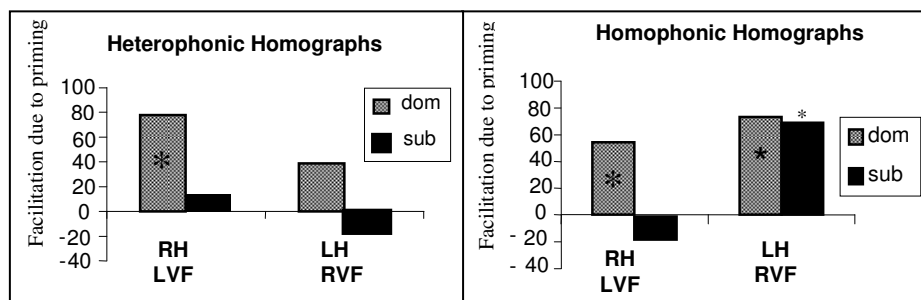 Heterophonic Homographs
Facilitation due to priming
100
80
60
40
20
0
-20
-40
*
dom
sub
RH
LVF
LH
RVF
Homophonic Homographs
Facilitation due to priming
100
80
60
40
20
0
- 20
- 40
*
*
*
dom
sub
RH
LVF
LH
RVF